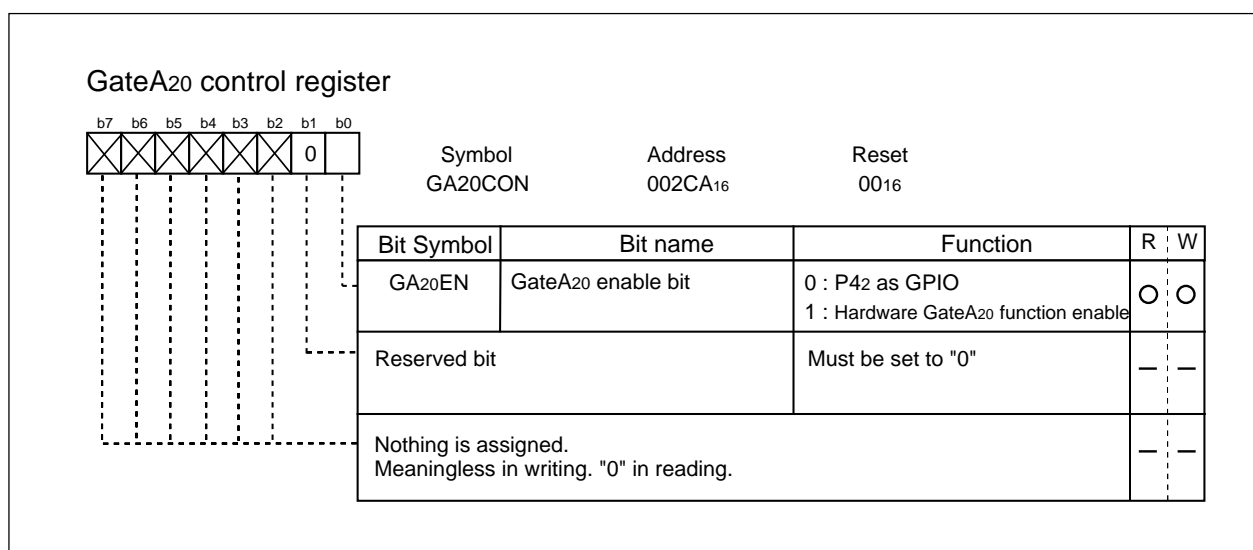 GateA20 control register
b7 b6 b5 b4 b3 b2 b1 b0
0
Symbol Address Reset
GA20CON 002CA16 0016
Bit Symbol Bit name Function R W
GA20EN GateA20 enable bit 0 : P42 as GPIO
1 : Hardware GateA20 function enable
Reserved bit Must be set to "0"
Nothing is assigned.
Meaningless in writing. "0" in reading.